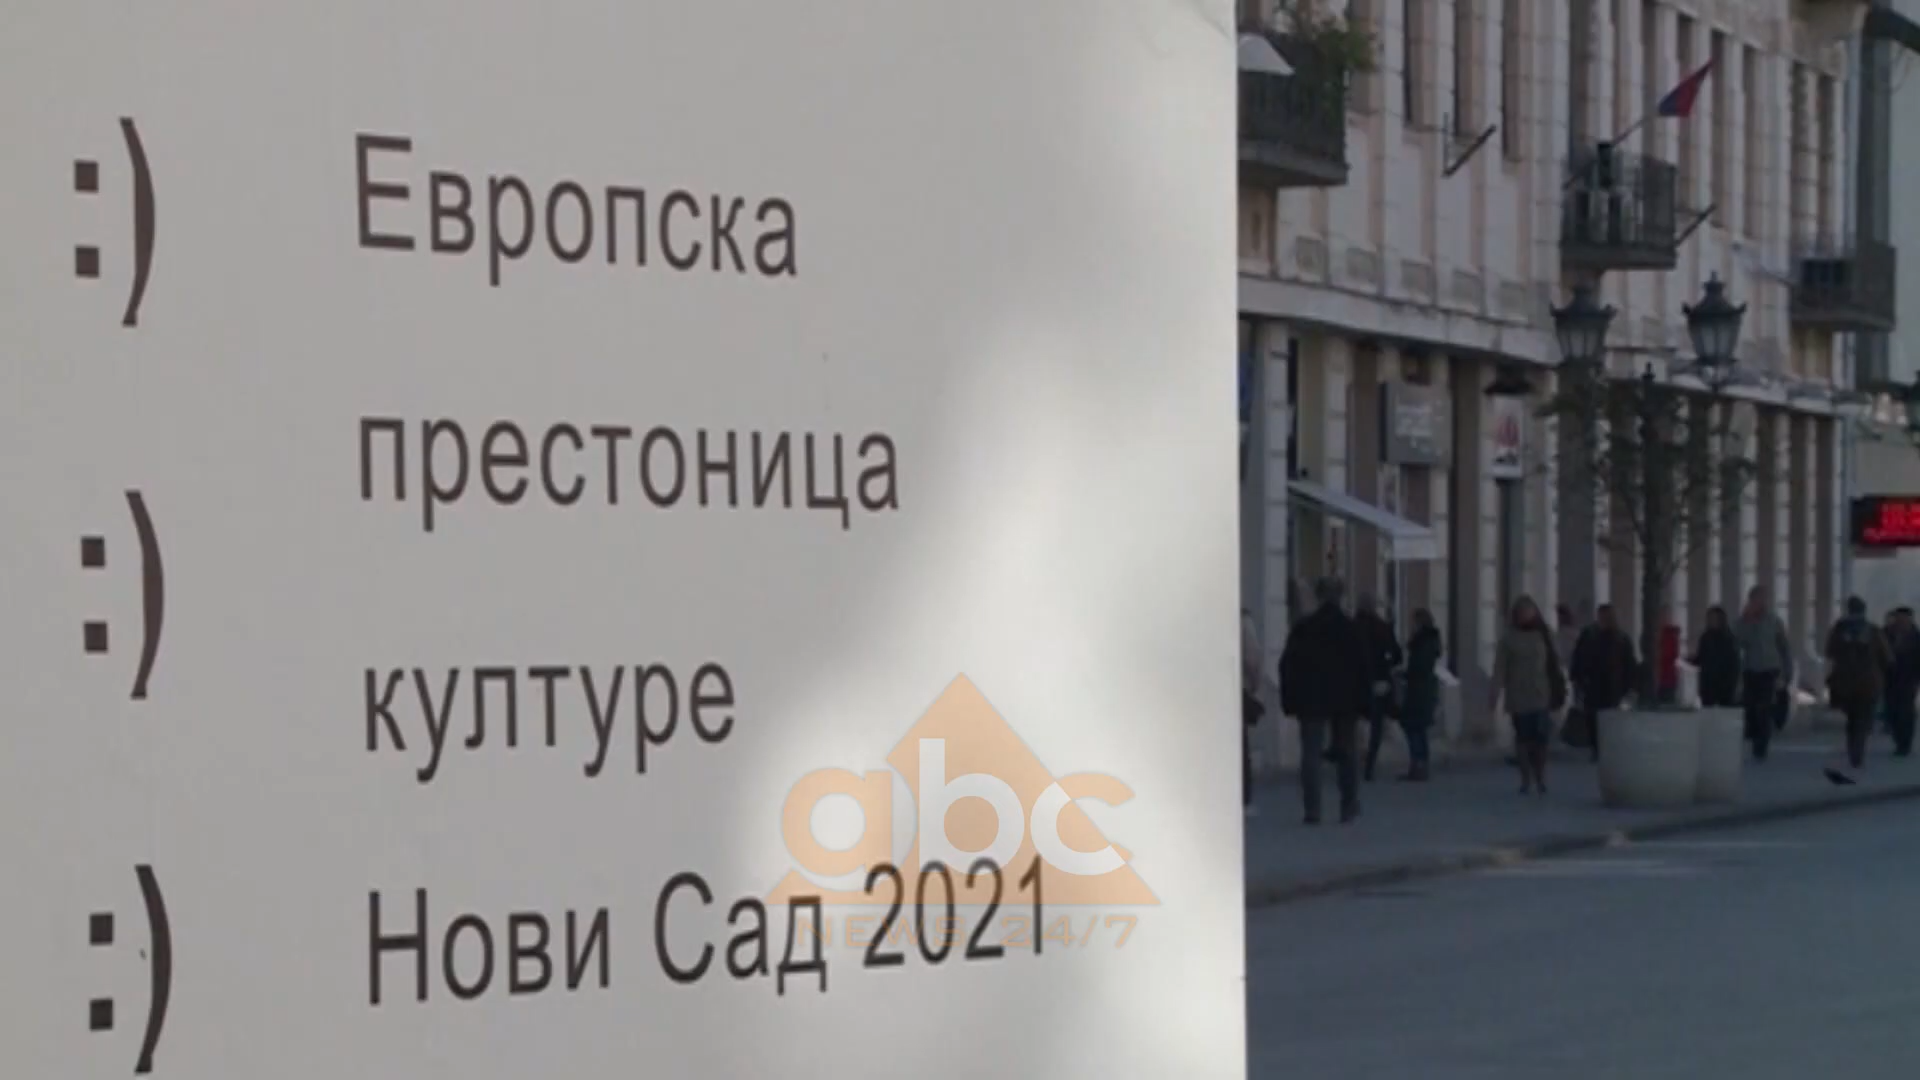 :) Европска
:) престоница
културе
:) Нови Сад 2021
abc
NEWS 24/7